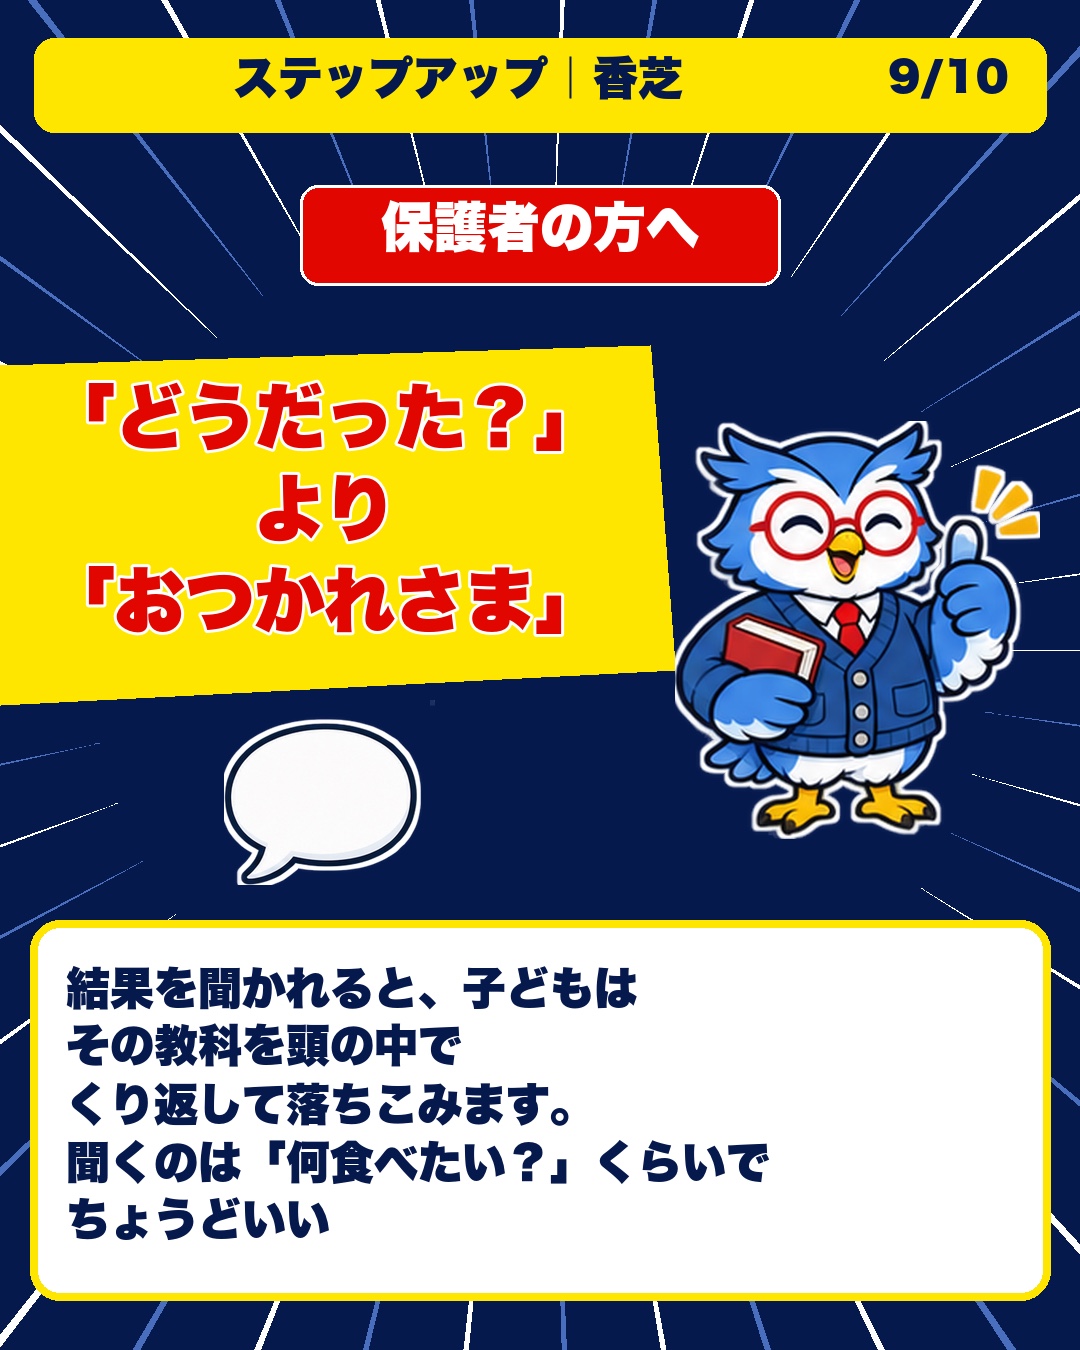 ステップアップ｜香芝
9/10
保護者の方へ
「どうだった？」
より
「おつかれさま」
結果を聞かれると、子どもは
その教科を頭の中で
くり返して落ちこみます。
聞くのは「何食べたい？」くらいで
ちょうどいい